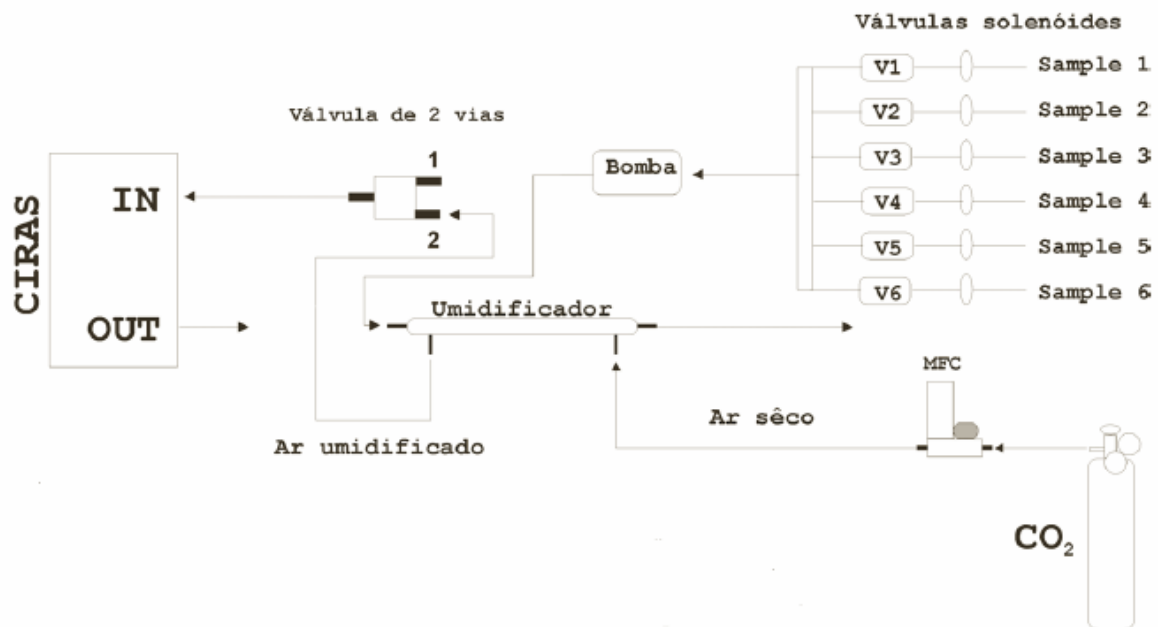 Válvulas solenóides
V1 Sample 1
V2 Sample 2
V3 Sample 3
V4 Sample 4
V5 Sample 5
V6 Sample 6
Válvula de 2 vias
1
2
Bomba
CIRAS
IN
OUT
Umidificador
MFC
Ar sêco
Ar umidificado
CO₂